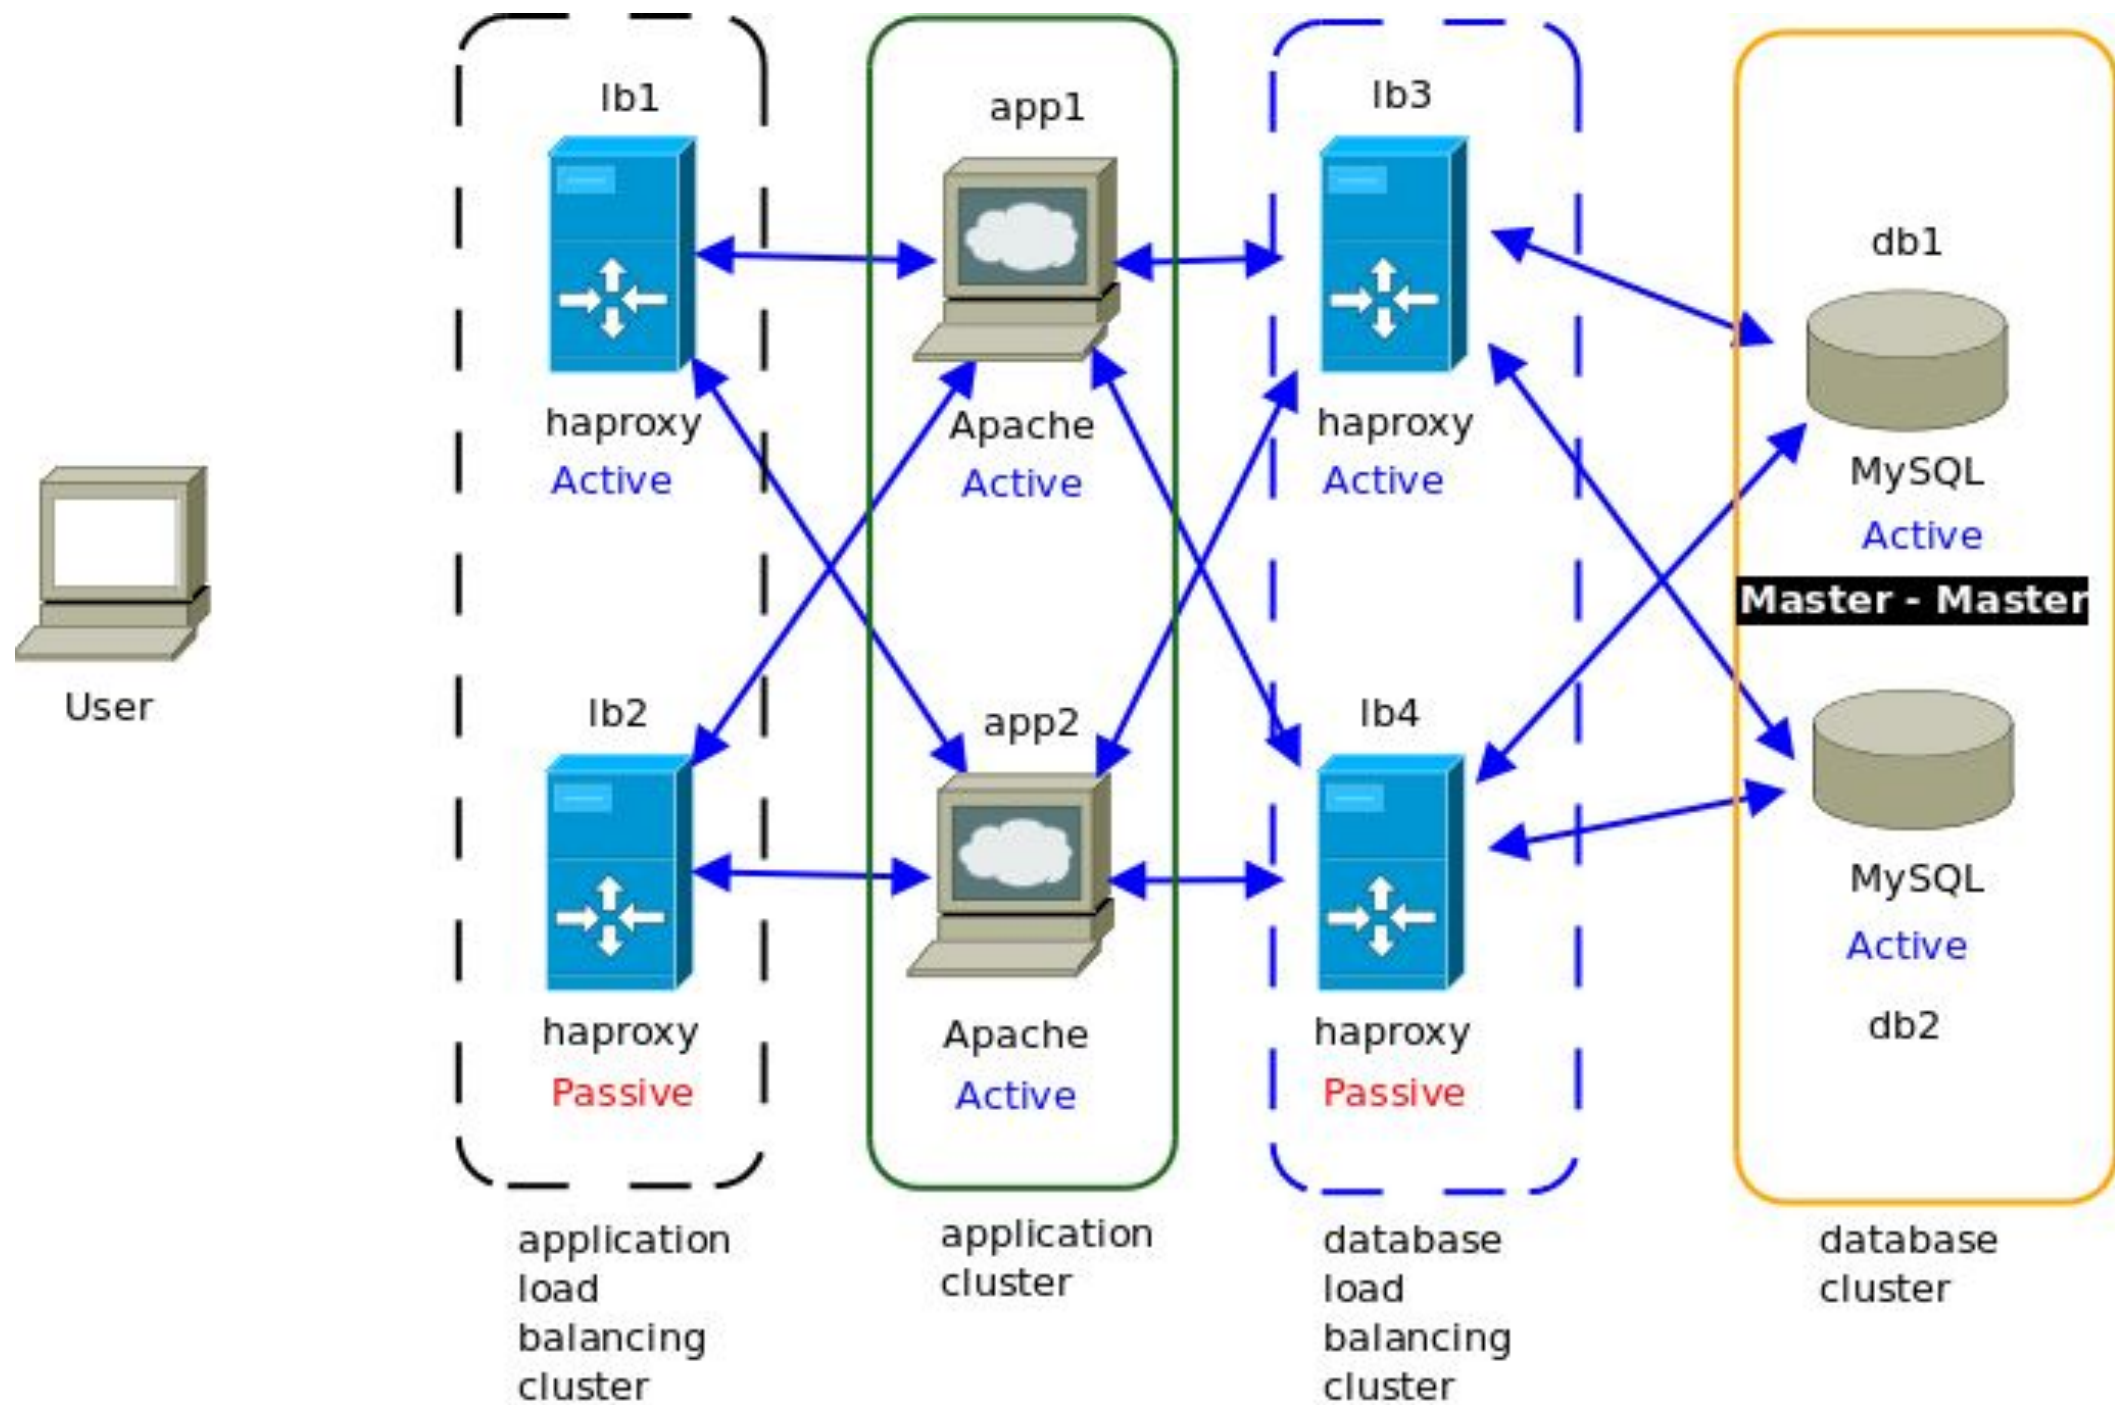 lb1
app1
lb3
db1
haproxy
Active
Apache
Active
haproxy
Active
MySQL
Active
Master - Master
User
lb2
app2
lb4
MySQL
Active
db2
haproxy
Passive
Apache
Active
haproxy
Passive
application
load
balancing
cluster
application
cluster
database
load
balancing
cluster
database
cluster